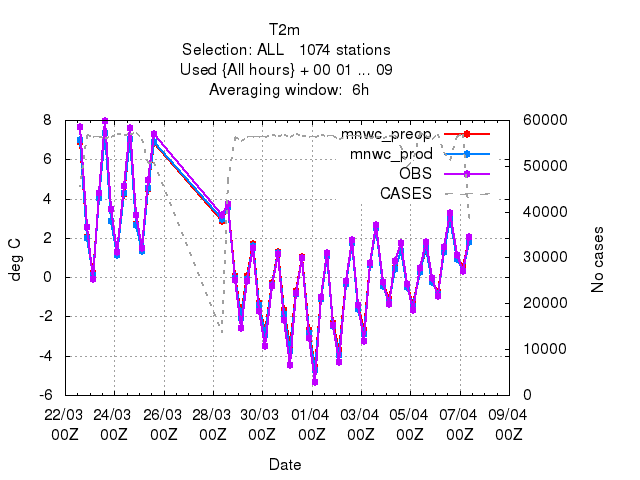 T2m
Selection: ALL   1074 stations
Used {All hours} + 00 01 ... 09
Averaging window:  6h
8
6
4
2
0
-2
-4
-6
deg C
60000
50000
40000
30000
20000
10000
0
No cases
mnwc_preop
mnwc_prod
OBS
CASES
22/03 24/03 26/03 28/03 30/03 01/04 03/04 05/04 07/04 09/04
00Z 00Z 00Z 00Z 00Z 00Z 00Z 00Z 00Z 00Z
Date